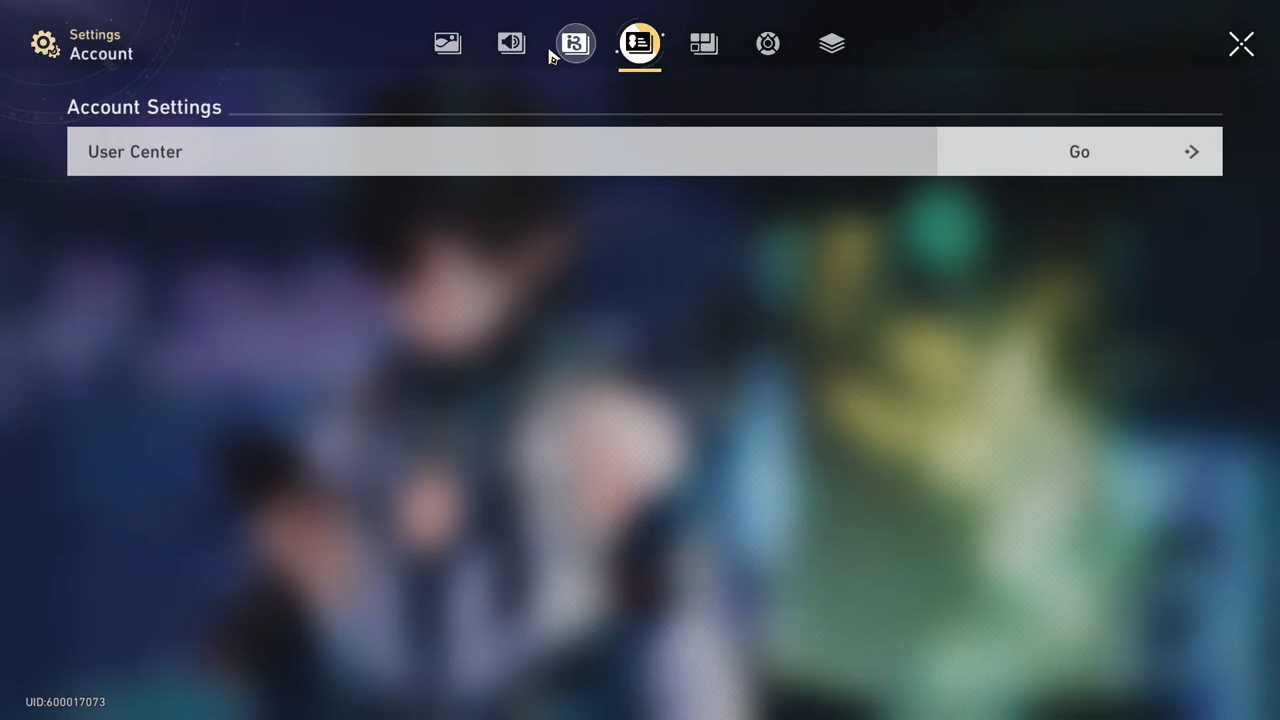 Settings
Account
Account Settings
User Center
Go
UID:600017073